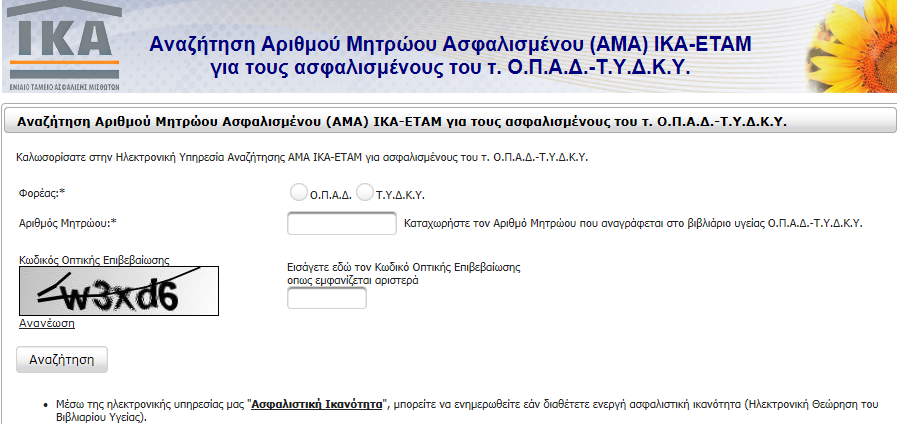 ΙΚΑ
ΕΝΙΑΙΟ ΤΑΜΕΙΟ ΑΣΦΑΛΙΣΗΣ ΜΙΣΘΩΤΩΝ
Αναζήτηση Αριθμού Μητρώου Ασφαλισμένου (ΑΜΑ) ΙΚΑ-ΕΤΑΜ
για τους ασφαλισμένους του τ. Ο.Π.Α.Δ.-Τ.Υ.Δ.Κ.Υ.
Αναζήτηση Αριθμού Μητρώου Ασφαλισμένου (ΑΜΑ) ΙΚΑ-ΕΤΑΜ για τους ασφαλισμένους του τ. Ο.Π.Α.Δ.-Τ.Υ.Δ.Κ.Υ.
Καλωσορίσατε στην Ηλεκτρονική Υπηρεσία Αναζήτησης ΑΜΑ ΙΚΑ-ΕΤΑΜ για ασφαλισμένους του τ. Ο.Π.Α.Δ.-Τ.Υ.Δ.Κ.Υ.
Φορέας:* Ο.Π.Α.Δ. Τ.Υ.Δ.Κ.Υ.
Αριθμός Μητρώου:* Καταχωρήστε τον Αριθμό Μητρώου που αναγράφεται στο βιβλιάριο υγείας Ο.Π.Α.Δ.-Τ.Υ.Δ.Κ.Υ.
Κωδικός Οπτικής Επιβεβαίωσης
w3xd6
Ανανέωση
Εισάγετε εδώ τον Κωδικό Οπτικής Επιβεβαίωσης
οπως εμφανίζεται αριστερά
Αναζήτηση
• Μέσω της ηλεκτρονικής υπηρεσίας μας "Ασφαλιστική Ικανότητα", μπορείτε να ενημερωθείτε εάν διαθέτετε ενεργή ασφαλιστική ικανότητα (Ηλεκτρονική Θεώρηση του
Βιβλιαρίου Υγείας).